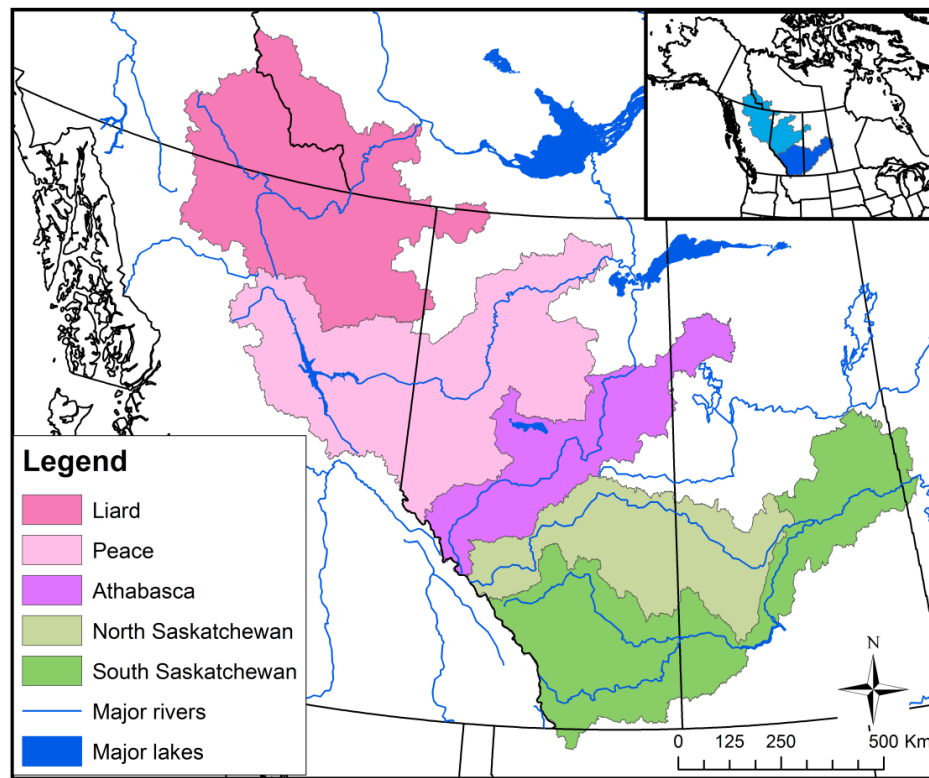 Legend
Liard
Peace
Athabasca
North Saskatchewan
South Saskatchewan
Major rivers
Major lakes
N
0 125 250 500 Km